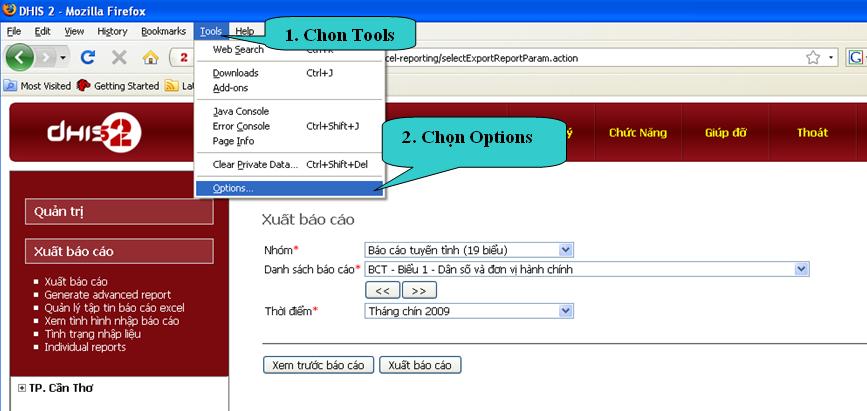 DHIS 2 - Mozilla Firefox
File Edit View History Bookmarks Tools Help
1. Chon Tools
Web Search
Downloads Ctrl+J
Add-ons
Java Console
Error Console Ctrl+Shift+J
Page Info
Clear Private Data... Ctrl+Shift+Del
Options...
2. Chọn Options
2
cel-reporting/selectExportReportParam.action
G
Most Visited Getting Started
dHIS2
Chức Năng Giúp đỡ Thoát
Quản trị
Xuất báo cáo
Xuất báo cáo
Generate advanced report
Quản lý tập tin báo cáo excel
Xem tình hình nhập báo cáo
Tình trạng nhập liệu
Individual reports
TP. Cần Thơ
Xuất báo cáo
Nhóm* Báo cáo tuyến tỉnh (19 biểu)
Danh sách báo cáo* BCT - Biểu 1 - Dân số và đơn vị hành chính
<< >>
Thời điểm* Tháng chín 2009
Xem trước báo cáo Xuất báo cáo